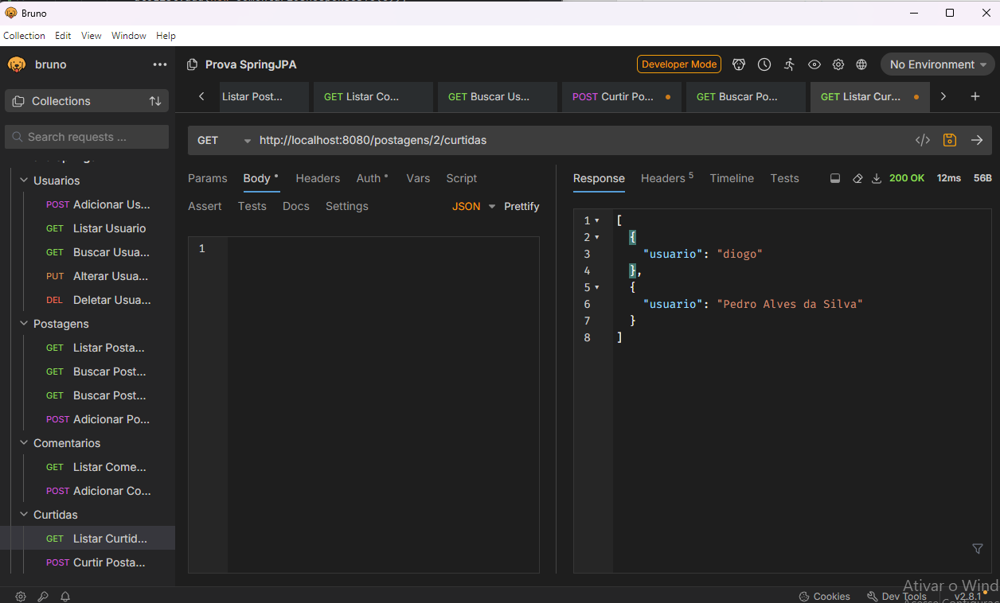 Bruno
Collection Edit View Window Help
bruno
Prova SpringJPA
Developer Mode
No Environment
Collections
Listar Post...
GET Listar Co...
GET Buscar Us...
POST Curtir Po...
GET Buscar Po...
GET Listar Cur...
Search requests ...
GET http://localhost:8080/postagens/2/curtidas
Usuarios
POST Adicionar Us...
GET Listar Usuario
GET Buscar Usua...
PUT Alterar Usua...
DEL Deletar Usua...
Postagens
GET Listar Posta...
GET Buscar Post...
GET Buscar Post...
POST Adicionar Po...
Comentarios
GET Listar Come...
POST Adicionar Co...
Curtidas
GET Listar Curtid...
POST Curtir Posta...
Params Body Headers Auth Vars Script
Assert Tests Docs Settings JSON Prettify
1
Response Headers 5 Timeline Tests 200 OK 12ms 56B
1 [
2 {
3 "usuario": "diogo"
4 },
5 {
6 "usuario": "Pedro Alves da Silva"
7 }
8 ]
Ativar o Wind
Cookies Dev Tools v2.8.1